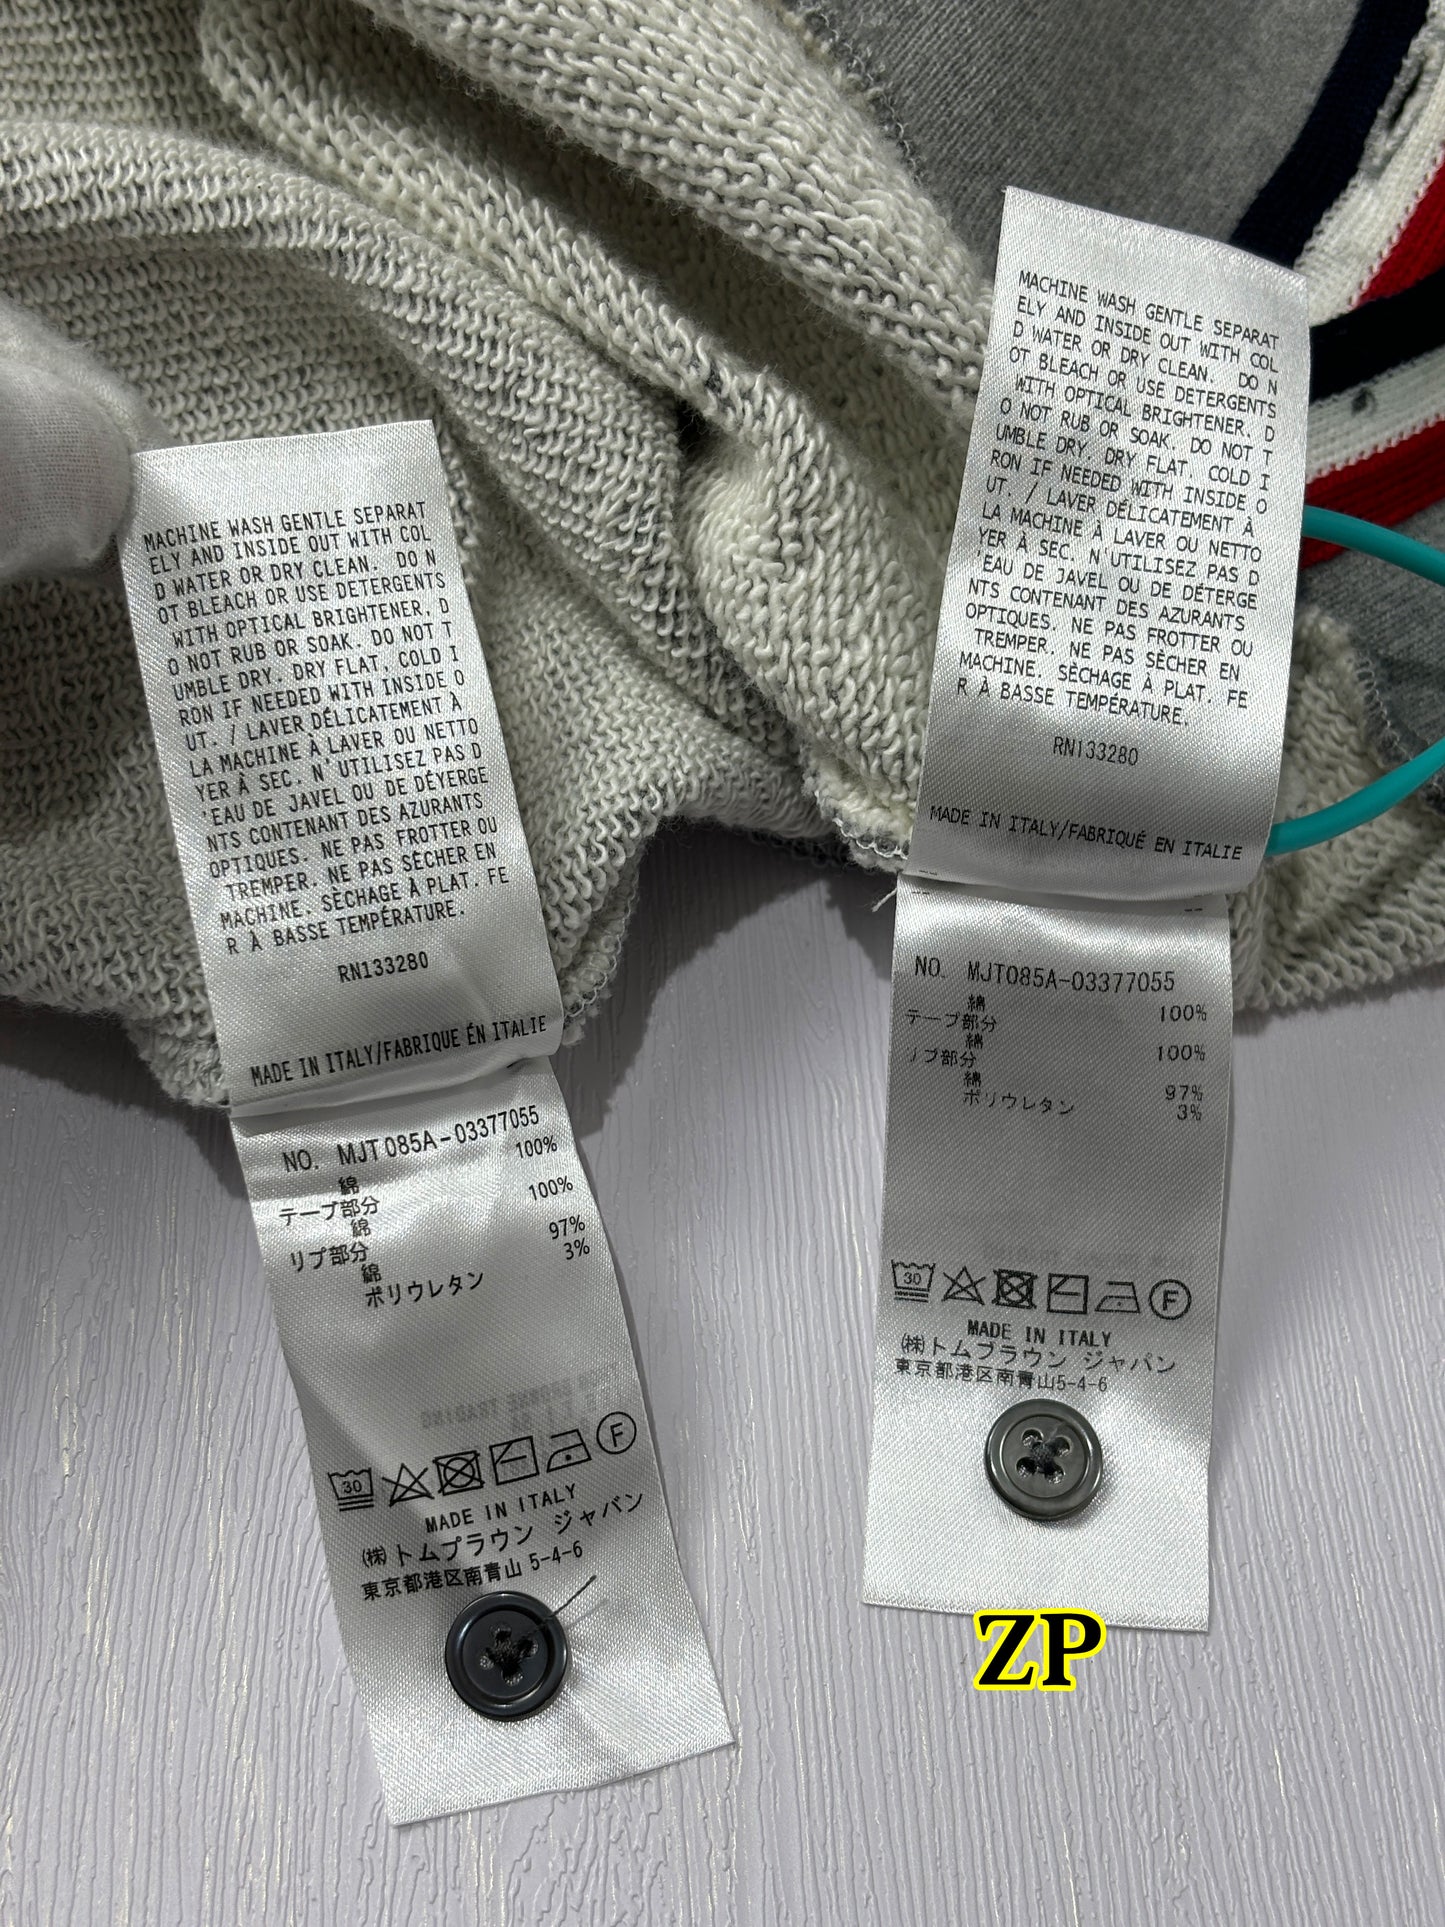 MACHINE WASH GENTLE SEPARAT
ELY AND INSIDE OUT WITH COL
D WATER OR DRY CLEAN. DO N
OT BLEACH OR USE DETERGENTS
WITH OPTICAL BRIGHTENER. D
O NOT RUB OR SOAK. DO NOT T
UMBLE DRY. DRY FLAT. COLD I
RON IF NEEDED WITH INSIDE O
UT. / LAVER DÉLICATEMENT À
LA MACHINE À LAVER OU NETTO
YER À SEC. N'UTILISEZ PAS D
'EAU DE JAVEL OU DE DÉYERGE
NTS CONTENANT DES AZURANTS
OPTIQUES. NE PAS FROTTER OU
TREMPER. NE PAS SÈCHER EN
MACHINE. SÈCHAGE À PLAT. FE
R À BASSE TEMPÉRATURE.
RN133280
MADE IN ITALY/FABRIQUE ÉN ITALIE
NO. MJT085A-03377055
綿 100%
テープ部分
綿 100%
リブ部分
綿 97%
ポリウレタン 3%
30 F
MADE IN ITALY
(株)トムブラウン ジャパン
東京都港区南青山 5-4-6
MACHINE WASH GENTLE SEPARAT
ELY AND INSIDE OUT WITH COL
D WATER OR DRY CLEAN. DO N
OT BLEACH OR USE DETERGENTS
WITH OPTICAL BRIGHTENER. D
O NOT RUB OR SOAK. DO NOT T
UMBLE DRY. DRY FLAT. COLD I
RON IF NEEDED WITH INSIDE O
UT. / LAVER DÉLICATEMENT À
LA MACHINE À LAVER OU NETTO
YER À SEC. N'UTILISEZ PAS D
'EAU DE JAVEL OU DE DÉTERGE
NTS CONTENANT DES AZURANTS
OPTIQUES. NE PAS FROTTER OU
TREMPER. NE PAS SÈCHER EN
MACHINE. SÈCHAGE À PLAT. FE
R À BASSE TEMPÉRATURE.
RN133280
MADE IN ITALY/FABRIQUÉ EN ITALIE
NO. MJT085A-03377055
綿 100%
テープ部分
綿 100%
リブ部分
綿 97%
ポリウレタン 3%
30 F
MADE IN ITALY
(株)トムブラウン ジャパン
東京都港区南青山5-4-6
ZP